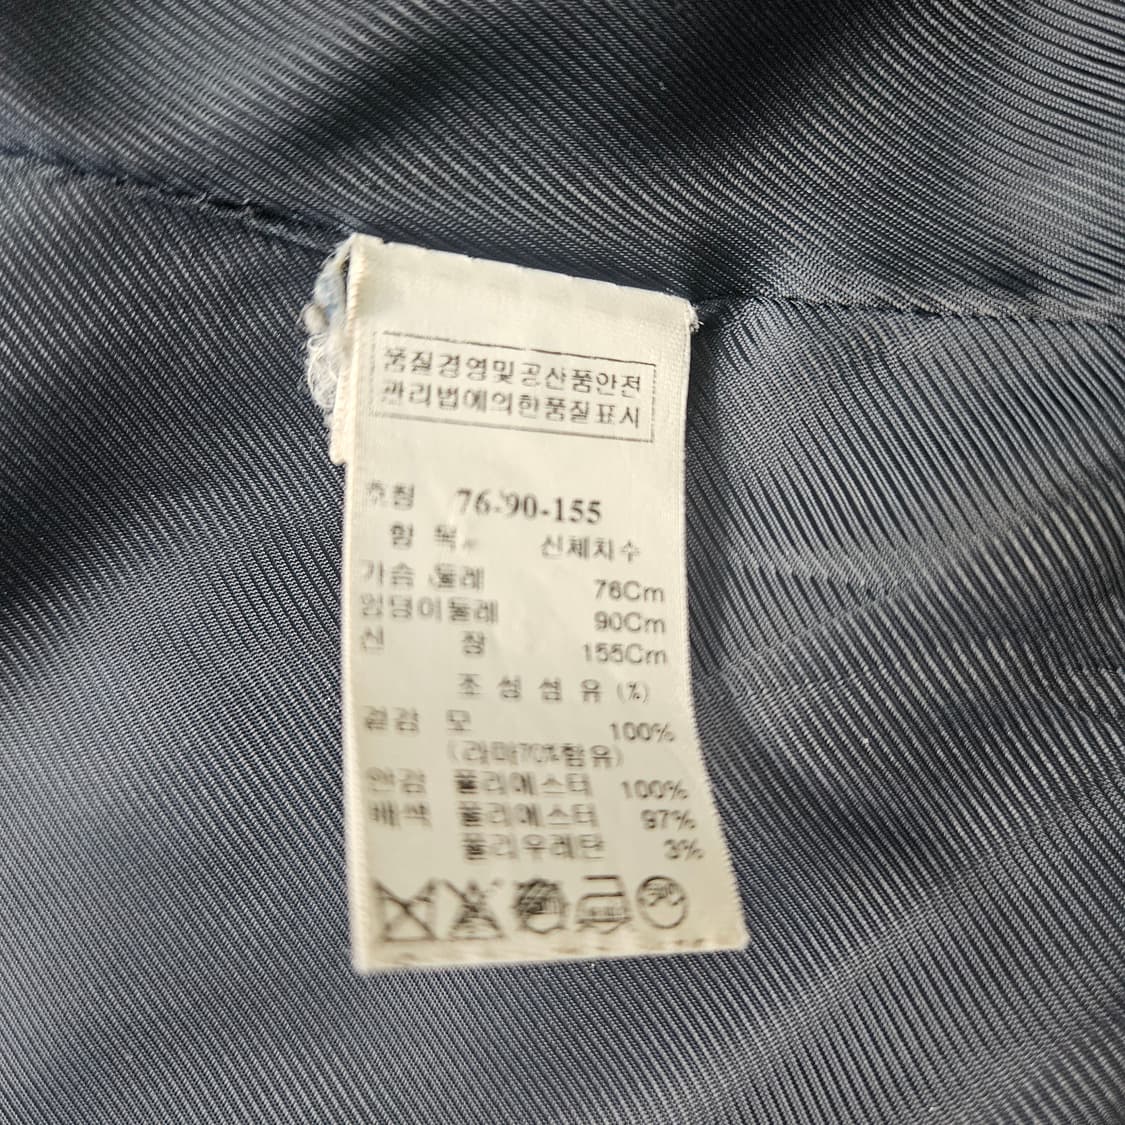 품질경영및공산품안전
관리법에의한품질표시
호칭 76-90-155
항 목 신체치수
가슴둘레 76Cm
엉덩이둘레 90Cm
신 장 155Cm
조 성 섬 유 (%)
겉감 모 100%
(라마70%함유)
안감 폴리에스터 100%
배색 폴리에스터 97%
폴리우레탄 3%